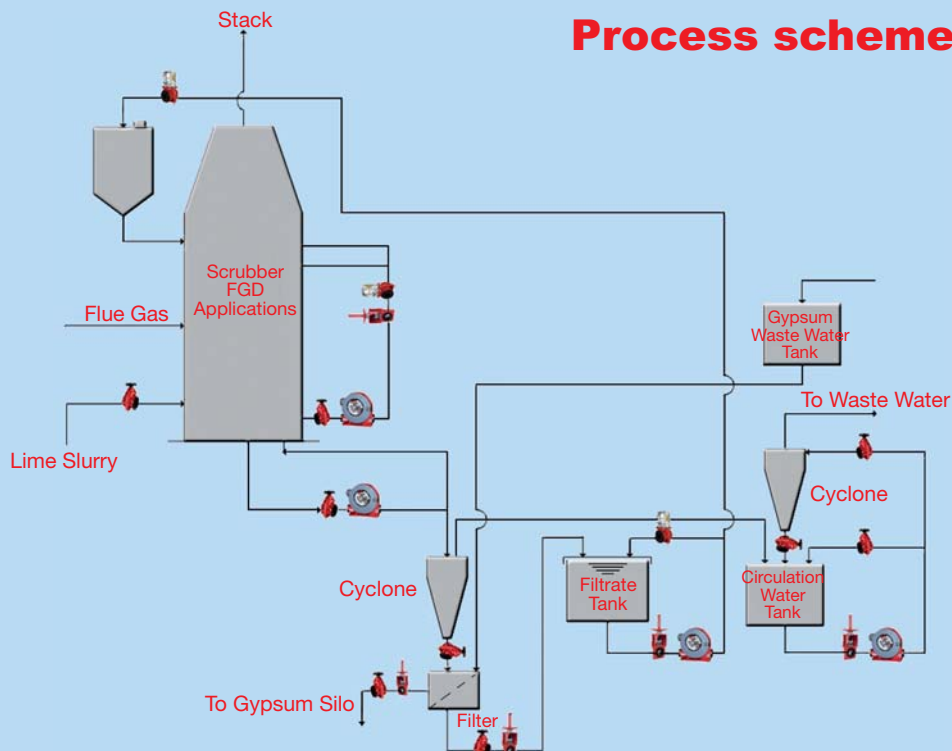 Stack
Process scheme
Scrubber
FGD
Applications
Flue Gas
Gypsum
Waste Water
Tank
To Waste Water
Lime Slurry
Cyclone
Cyclone
Filtrate
Tank
Circulation
Water
Tank
To Gypsum Silo
Filter